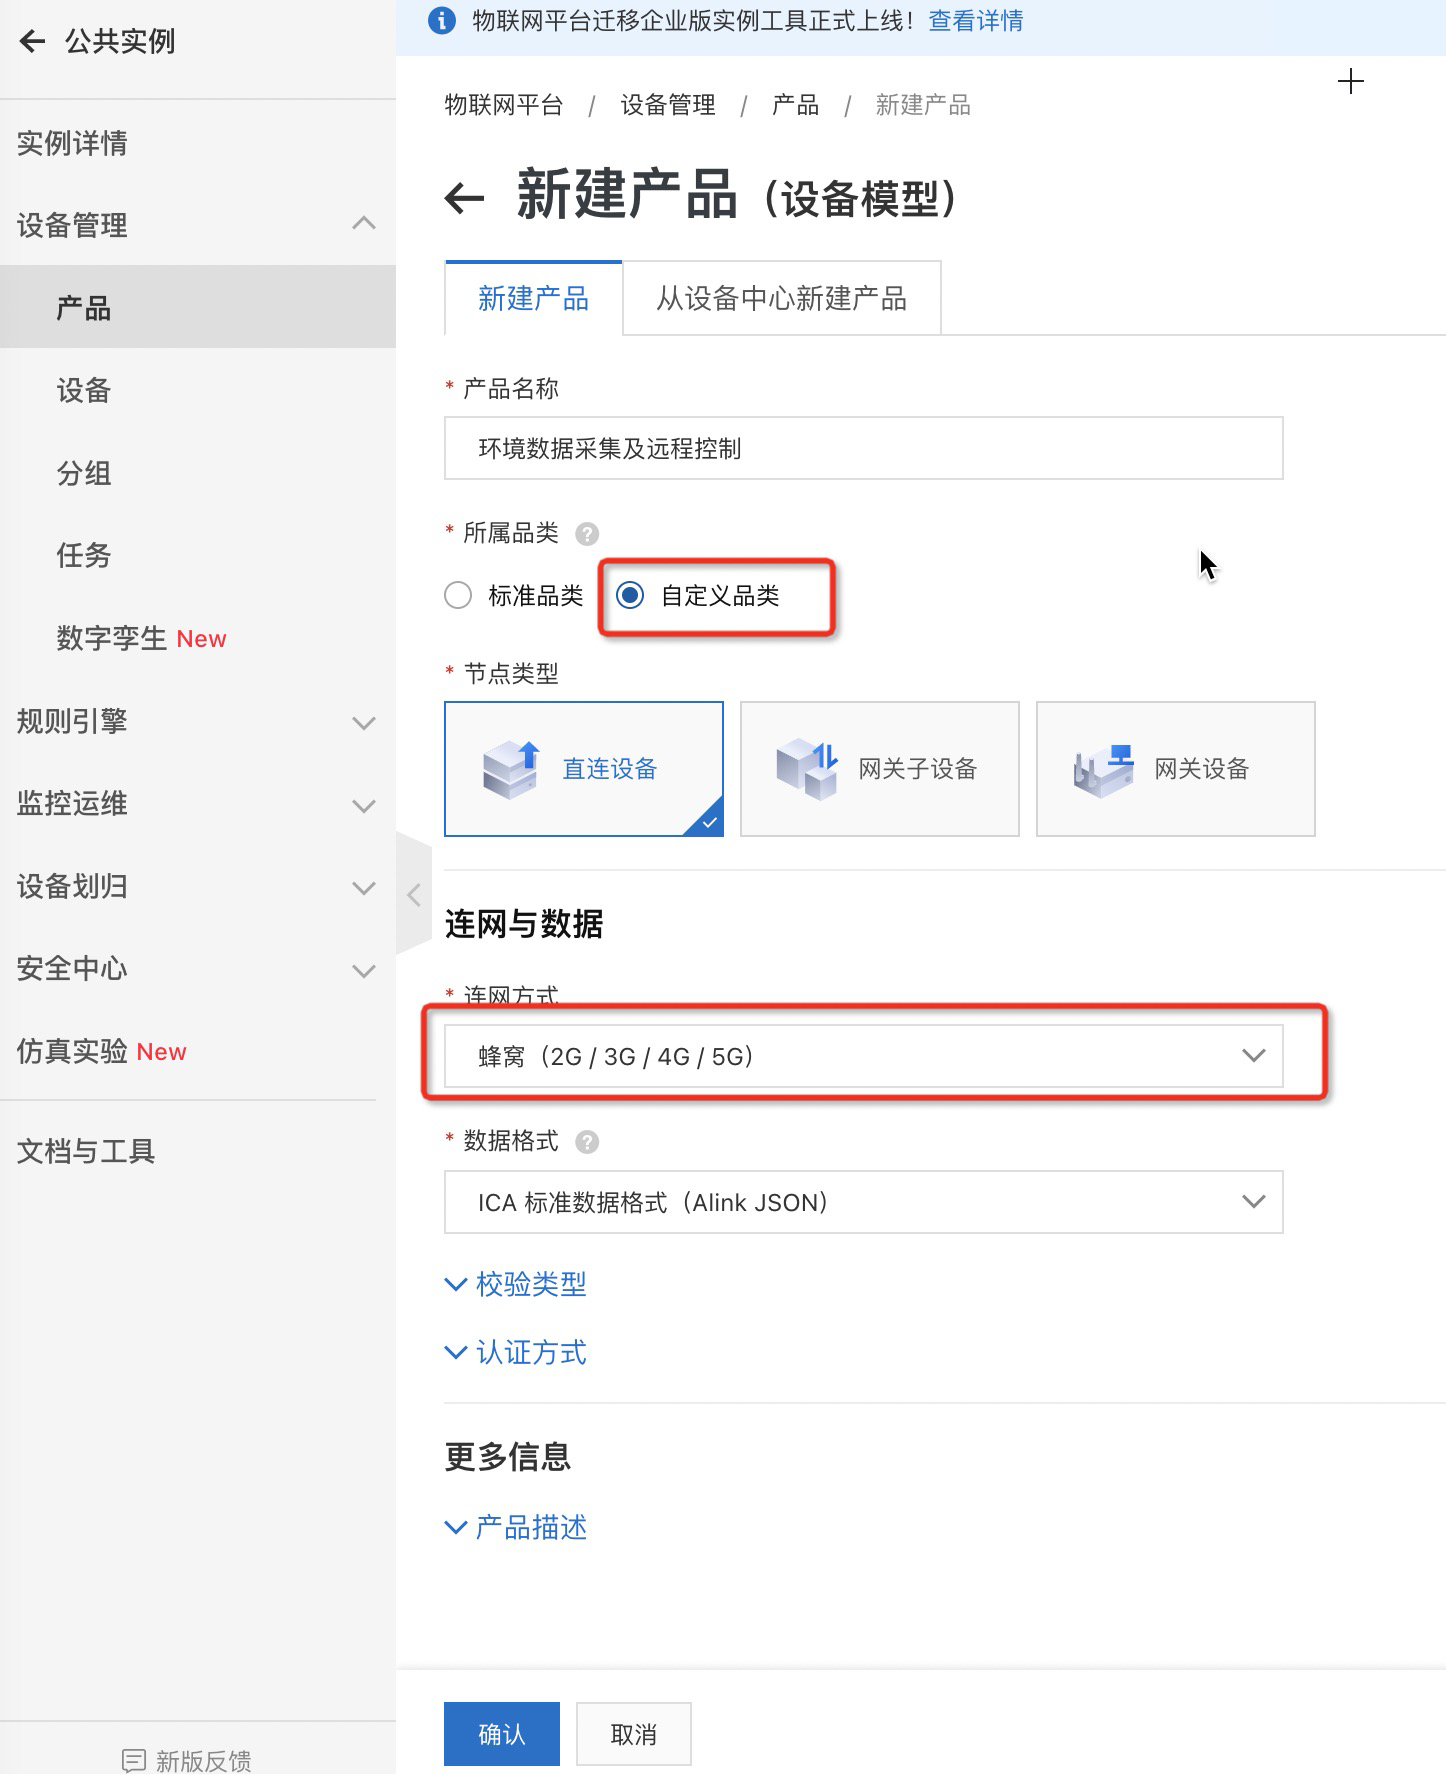 公共实例
实例详情
设备管理
产品
设备
分组
任务
数字孪生 New
规则引擎
监控运维
设备划归
安全中心
仿真实验 New
文档与工具
新版反馈
物联网平台迁移企业版实例工具正式上线！查看详情
物联网平台 / 设备管理 / 产品 / 新建产品
新建产品（设备模型）
新建产品
从设备中心新建产品
* 产品名称
环境数据采集及远程控制
* 所属品类 ?
标准品类 自定义品类
* 节点类型
直连设备
网关子设备
网关设备
连网与数据
* 连网方式
蜂窝（2G / 3G / 4G / 5G）
* 数据格式 ?
ICA 标准数据格式（Alink JSON）
校验类型
认证方式
更多信息
产品描述
确认
取消